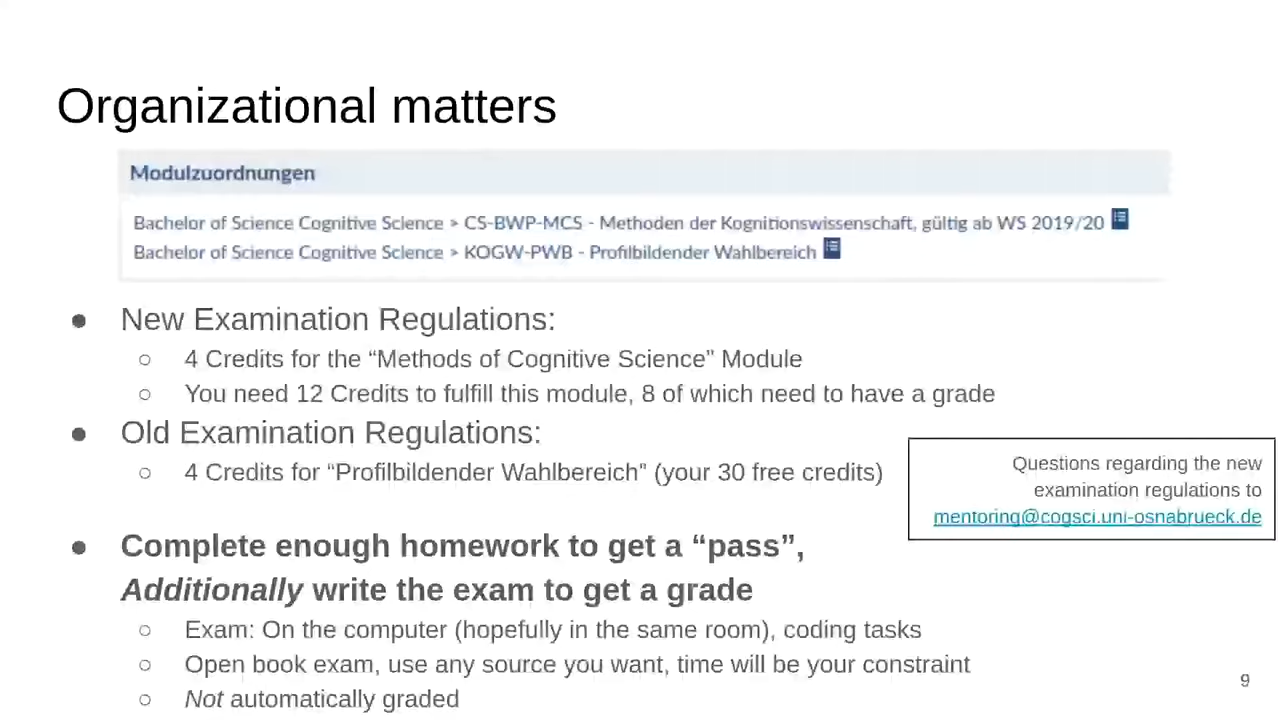 Organizational matters
Modulzuordnungen
Bachelor of Science Cognitive Science > CS-BWP-MCS - Methoden der Kognitionswissenschaft, gültig ab WS 2019/20
Bachelor of Science Cognitive Science > KOGW-PWB - Profilbildender Wahlbereich
● New Examination Regulations:
○ 4 Credits for the “Methods of Cognitive Science” Module
○ You need 12 Credits to fulfill this module, 8 of which need to have a grade
● Old Examination Regulations:
○ 4 Credits for “Profilbildender Wahlbereich” (your 30 free credits)
Questions regarding the new
examination regulations to
mentoring@cogsci.uni-osnabrueck.de
● Complete enough homework to get a “pass”,
Additionally write the exam to get a grade
○ Exam: On the computer (hopefully in the same room), coding tasks
○ Open book exam, use any source you want, time will be your constraint
○ Not automatically graded
9